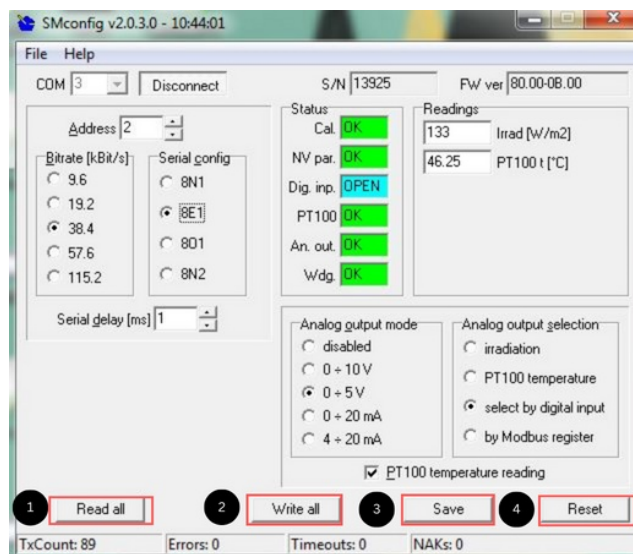 SMconfig v2.0.3.0 - 10:44:01
File Help
COM 3 Disconnect S/N 13925 FW ver 80.00-0B.00
Address 2
Bitrate [kBit/s]
9.6
19.2
38.4
57.6
115.2
Serial config
8N1
8E1
8O1
8N2
Serial delay [ms] 1
Status
Cal. OK
NV par. OK
Dig. inp. OPEN
PT100 OK
An. out. OK
Wdg. OK
Readings
133 Irrad [W/m2]
46.25 PT100 t [°C]
Analog output mode
disabled
0 ÷ 10 V
0 ÷ 5 V
0 ÷ 20 mA
4 ÷ 20 mA
Analog output selection
irradiation
PT100 temperature
select by digital input
by Modbus register
PT100 temperature reading
1 Read all 2 Write all 3 Save 4 Reset
TxCount: 89 Errors: 0 Timeouts: 0 NAKs: 0